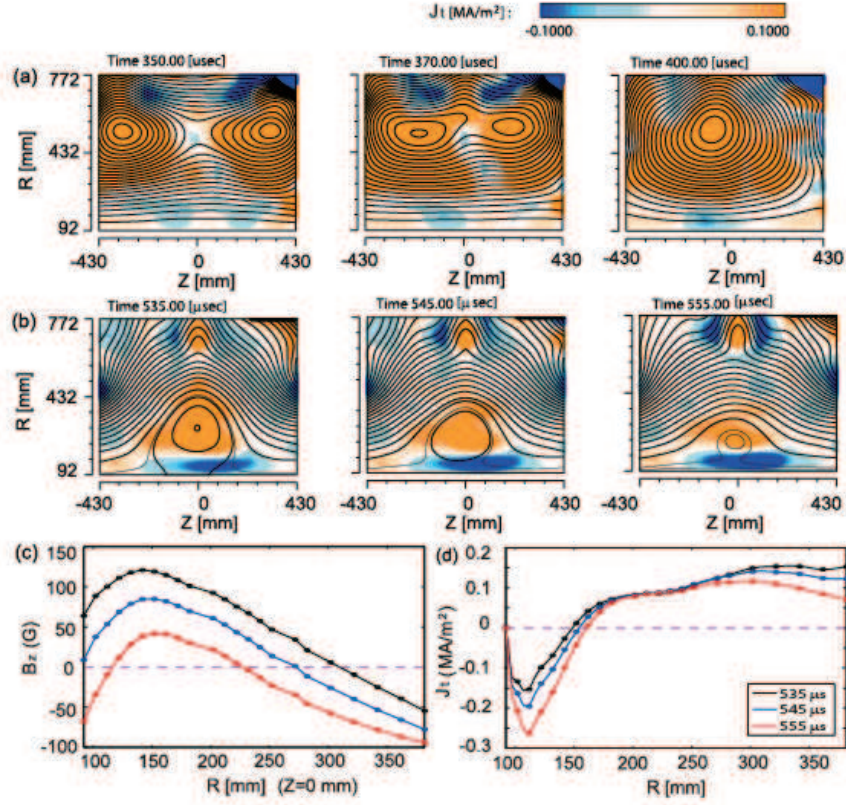 Jt [MA/m²]:
-0.1000 0.1000
(a) Time 350.00 [usec] Time 370.00 [usec] Time 400.00 [usec]
772
R [mm]
432
92
-430 0 430 -430 0 430 -430 0 430
Z [mm] Z [mm] Z [mm]
(b) Time 535.00 [µsec] Time 545.00 [µ sec] Time 555.00 [µsec]
772
R [mm]
432
92
-430 0 430 -430 0 430 -430 0 430
Z [mm] Z [mm] Z [mm]
(c) (d)
150
100
50
0
-50
-100
Bz (G)
100 150 200 250 300 350
R [mm] (Z=0 mm)
0.2
0.1
0
-0.1
-0.2
-0.3
Jt (MA/m²)
535 µs
545 µs
555 µs
100 150 200 250 300 350
R [mm]